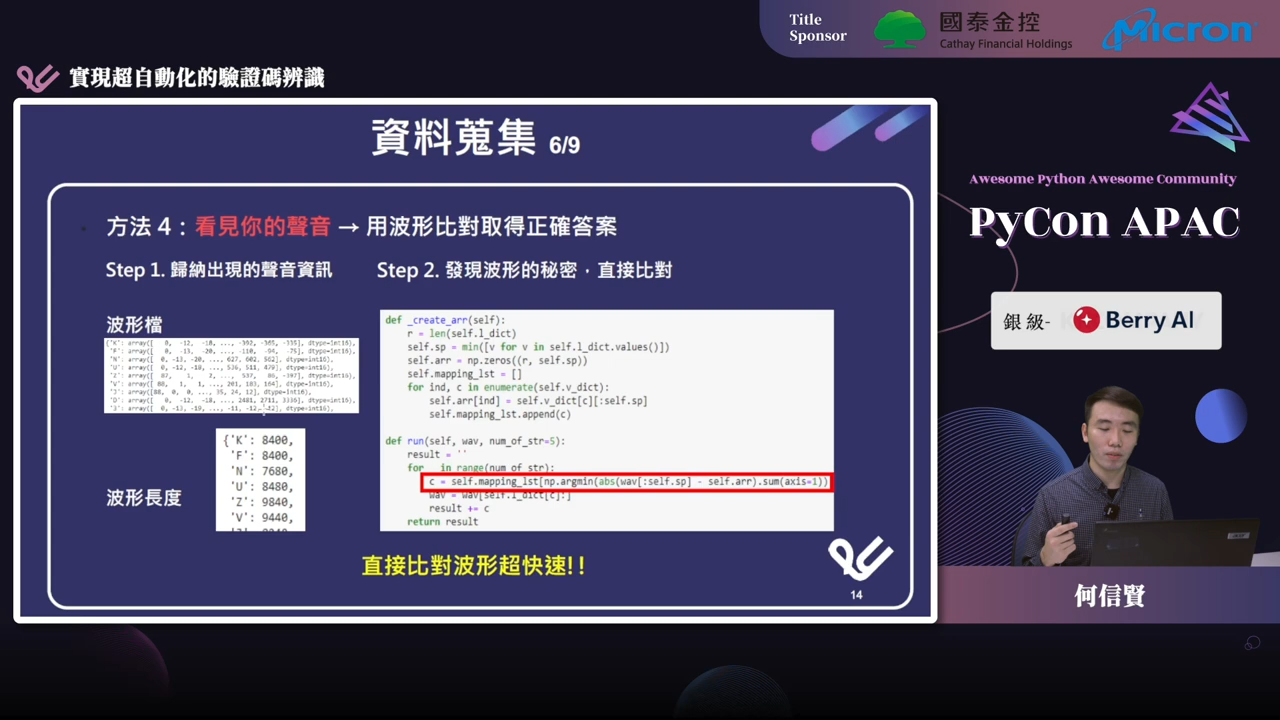 Title
Sponsor
國泰金控
Cathay Financial Holdings
Micron
實現超自動化的驗證碼辨識
資料蒐集 6/9
方法 4：看見你的聲音 → 用波形比對取得正確答案
Step 1. 歸納出現的聲音資訊
Step 2. 發現波形的秘密，直接比對
波形檔
波形長度
{'K': 8400,
'F': 8400,
'N': 7680,
'U': 8480,
'Z': 9840,
'V': 9440,
def _create_arr(self):
r = len(self.l_dict)
self.sp = min([v for v in self.l_dict.values()])
self.arr = np.zeros((r, self.sp))
self.mapping_lst = []
for ind, c in enumerate(self.v_dict):
self.arr[ind] = self.v_dict[c][:self.sp]
self.mapping_lst.append(c)
def run(self, wav, num_of_str=5):
result = ''
for _ in range(num_of_str):
c = self.mapping_lst[np.argmin(abs(wav[:self.sp] - self.arr).sum(axis=1))]
wav = wav[self.l_dict[c]:]
result += c
return result
直接比對波形超快速!!
14
Awesome Python Awesome Community
PyCon APAC
銀級- Berry AI
acer
何信賢